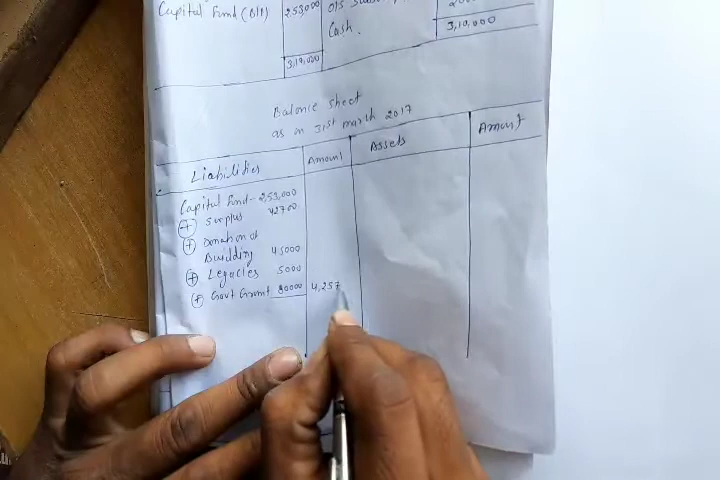 Capital Fund (B/f) 253,000 O/s
Cash. 3,10,000
3,10,000
Balance Sheet
as on 31st march 2017
Liabilities Amount Assets Amount
Capital Fund - 2,53,000
(+) Surplus 42700
(+) Donation of
Building 45000
(+) Legacies 5000
(+) Govt Grant 80000 4,257